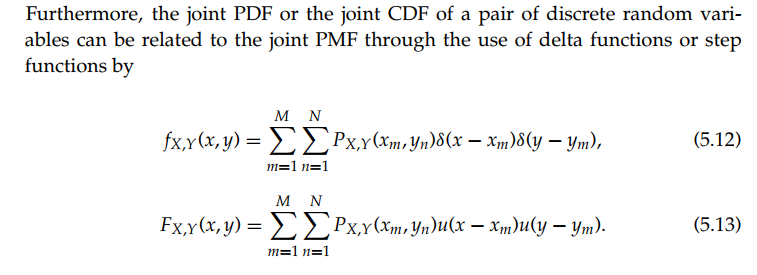 Furthermore, the joint PDF or the joint CDF of a pair of discrete random vari-
ables can be related to the joint PMF through the use of delta functions or step
functions by
f_{X,Y}(x, y) = \sum_{m=1}^{M} \sum_{n=1}^{N} P_{X,Y}(x_m, y_n)δ(x − x_m)δ(y − y_m), (5.12)
F_{X,Y}(x, y) = \sum_{m=1}^{M} \sum_{n=1}^{N} P_{X,Y}(x_m, y_n)u(x − x_m)u(y − y_m). (5.13)